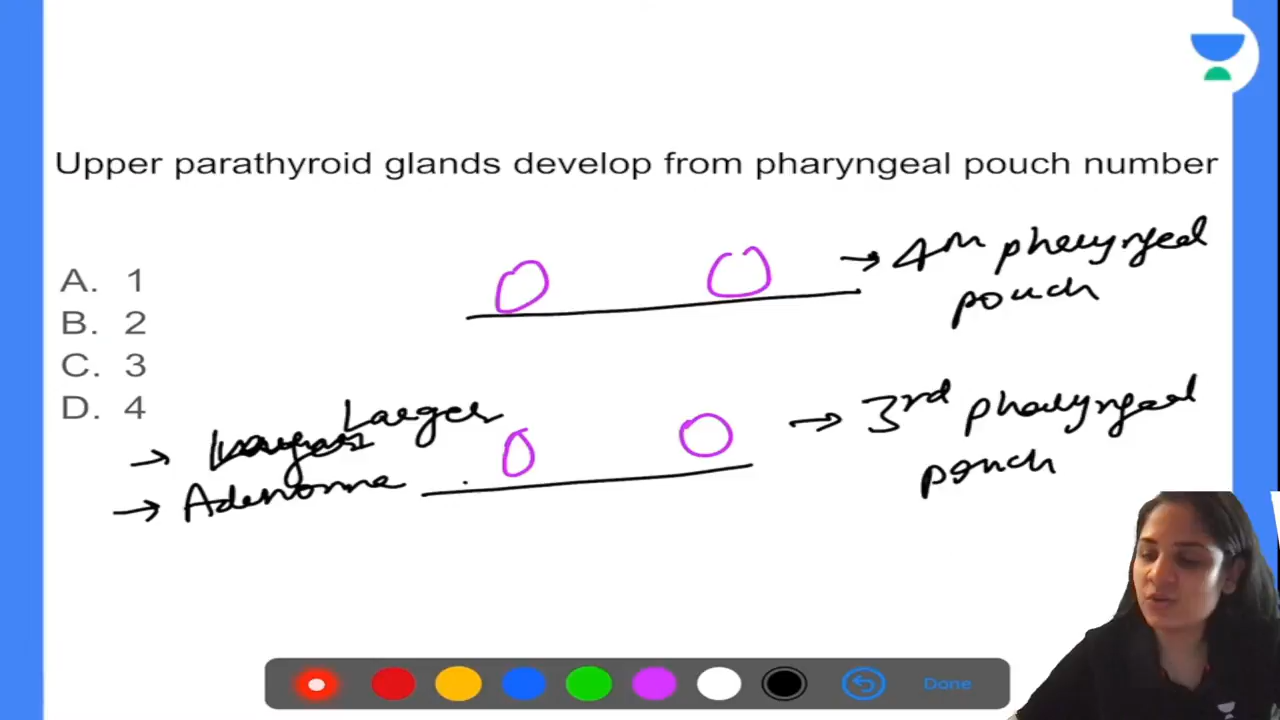 Upper parathyroid glands develop from pharyngeal pouch number
→ 4th pharyngeal
pouch
A. 1
B. 2
C. 3
D. 4
→ 3rd pharyngeal
pouch
→ Larger
→ Adenoma
Done